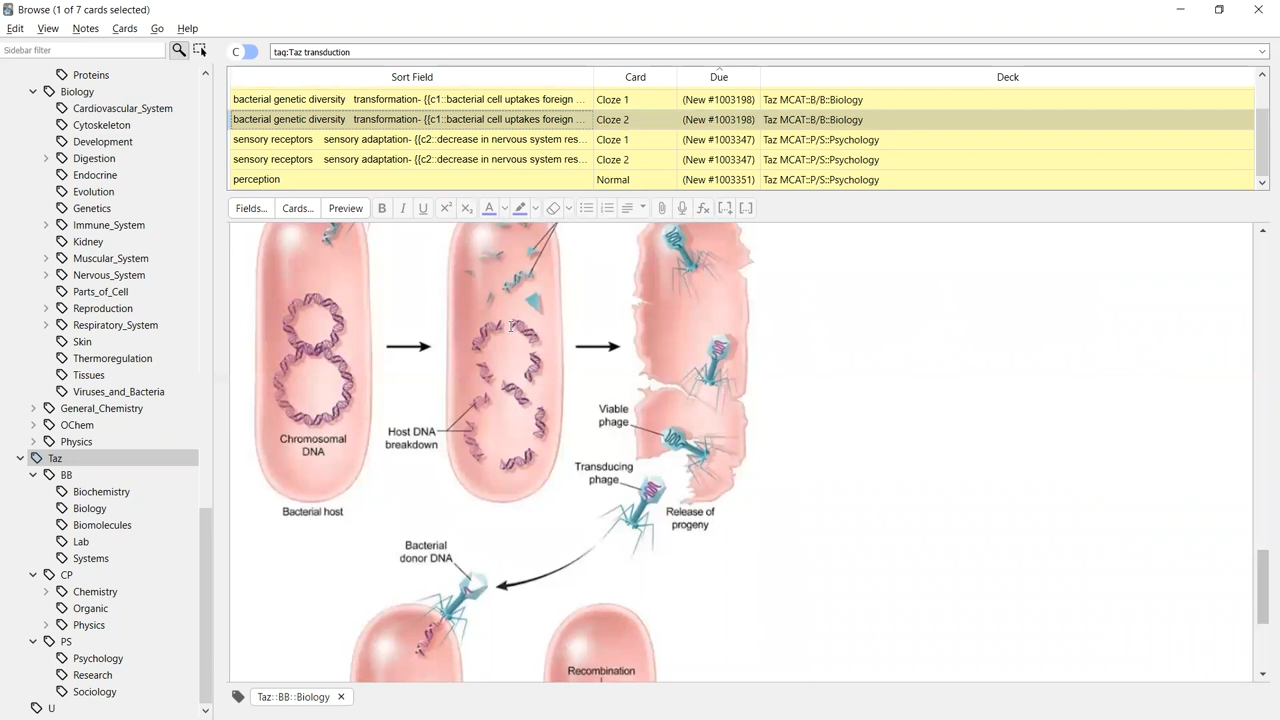 Browse (1 of 7 cards selected)
Edit View Notes Cards Go Help
Sidebar filter
C tag:Taz transduction
Sort Field Card Due Deck
bacterial genetic diversity transformation- {{c1::bacterial cell uptakes foreign ... Cloze 1 (New #1003198) Taz MCAT::B/B::Biology
bacterial genetic diversity transformation- {{c1::bacterial cell uptakes foreign ... Cloze 2 (New #1003198) Taz MCAT::B/B::Biology
sensory receptors sensory adaptation- {{c2::decrease in nervous system res... Cloze 1 (New #1003347) Taz MCAT::P/S::Psychology
sensory receptors sensory adaptation- {{c2::decrease in nervous system res... Cloze 2 (New #1003347) Taz MCAT::P/S::Psychology
perception Normal (New #1003351) Taz MCAT::P/S::Psychology
Fields... Cards... Preview B I U X² X₂ A
Proteins
Biology
Cardiovascular_System
Cytoskeleton
Development
Digestion
Endocrine
Evolution
Genetics
Immune_System
Kidney
Muscular_System
Nervous_System
Parts_of_Cell
Reproduction
Respiratory_System
Skin
Thermoregulation
Tissues
Viruses_and_Bacteria
General_Chemistry
OChem
Physics
Taz
BB
Biochemistry
Biology
Biomolecules
Lab
Systems
CP
Chemistry
Organic
Physics
PS
Psychology
Research
Sociology
U
Chromosomal
DNA
Bacterial host
Host DNA
breakdown
Viable
phage
Transducing
phage
Release of
progeny
Bacterial
donor DNA
Recombination
Taz::BB::Biology